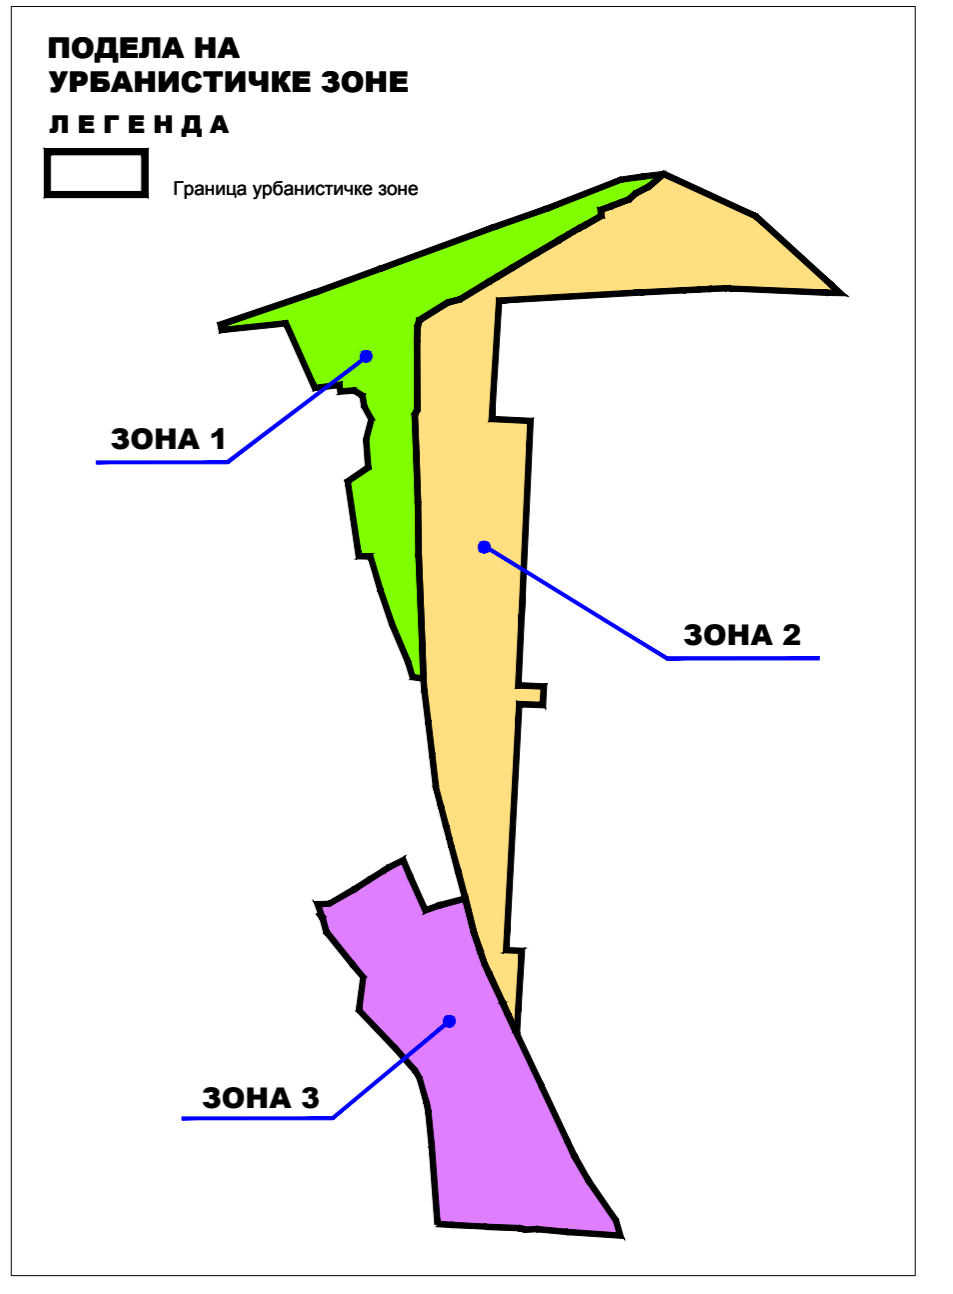 ПОДЕЛА НА
УРБАНИСТИЧКЕ ЗОНЕ
ЛЕГЕНДА
Граница урбанистичке зоне
ЗОНА 1
ЗОНА 2
ЗОНА 3